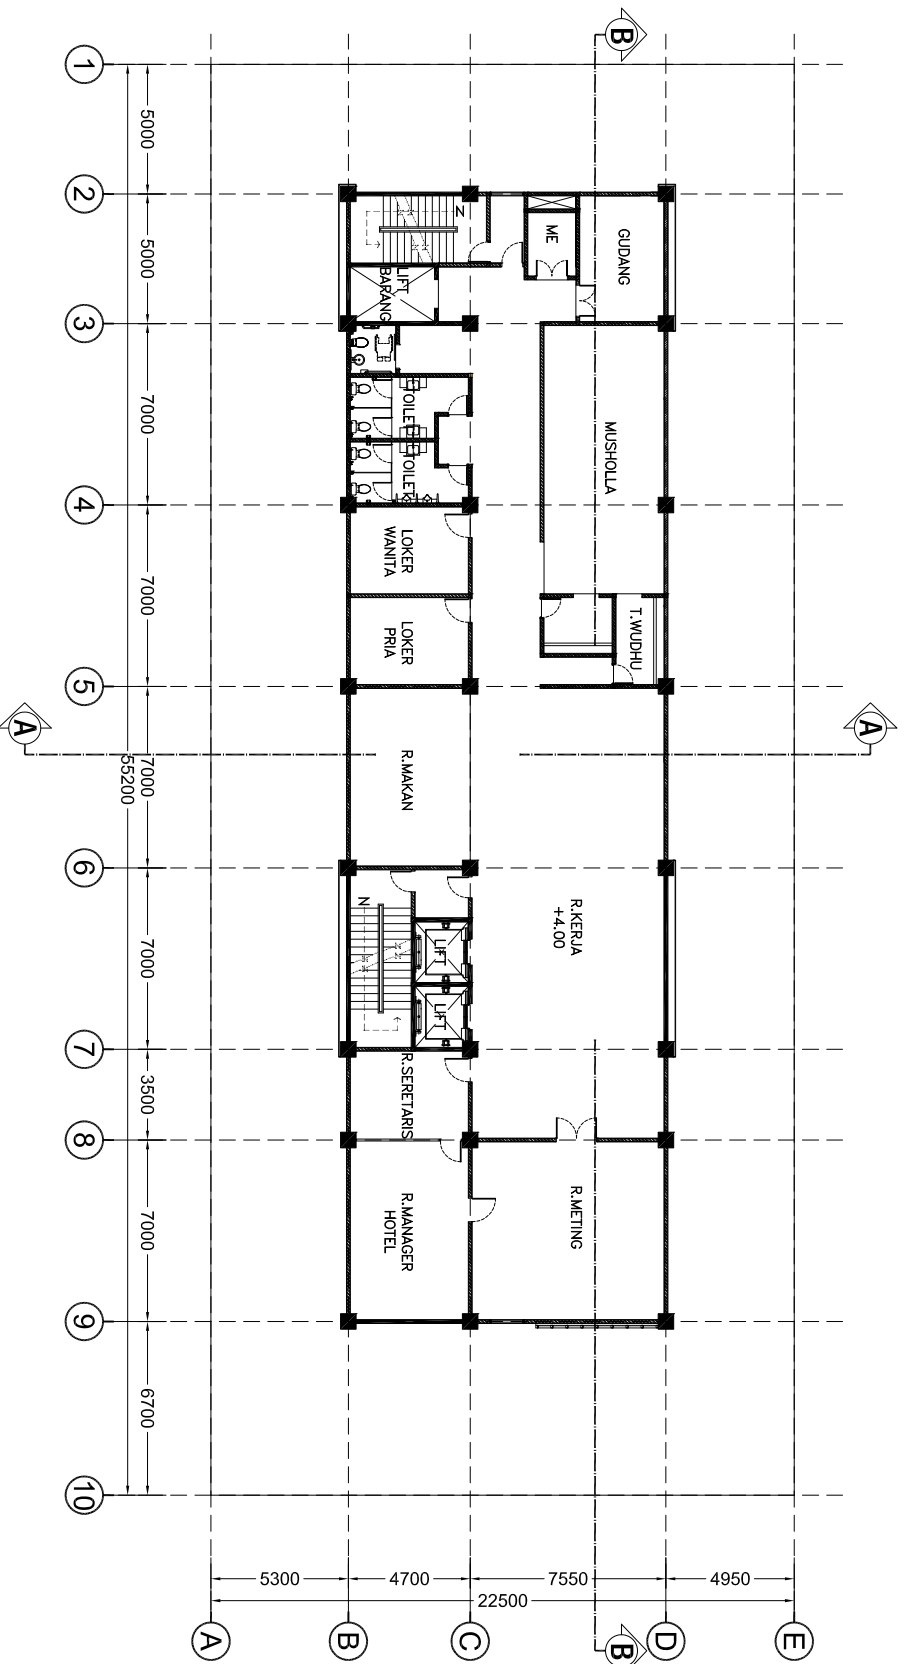 B
1
2
3
4
5
6
7
8
9
10
5000
5000
7000
7000
7000
7000
3500
7000
6700
55200
N
ME
GUDANG
LIFT
BARANG
TOILET
TOILET
MUSHOLLA
LOKER
WANITA
LOKER
PRIA
T.WUDHU
A
A
R.MAKAN
N
LIFT
LIFT
R.KERJA
+4.00
R.SERETARIS
R.MANAGER
HOTEL
R.METING
5300
4700
7550
4950
22500
A
B
C
D
E
B